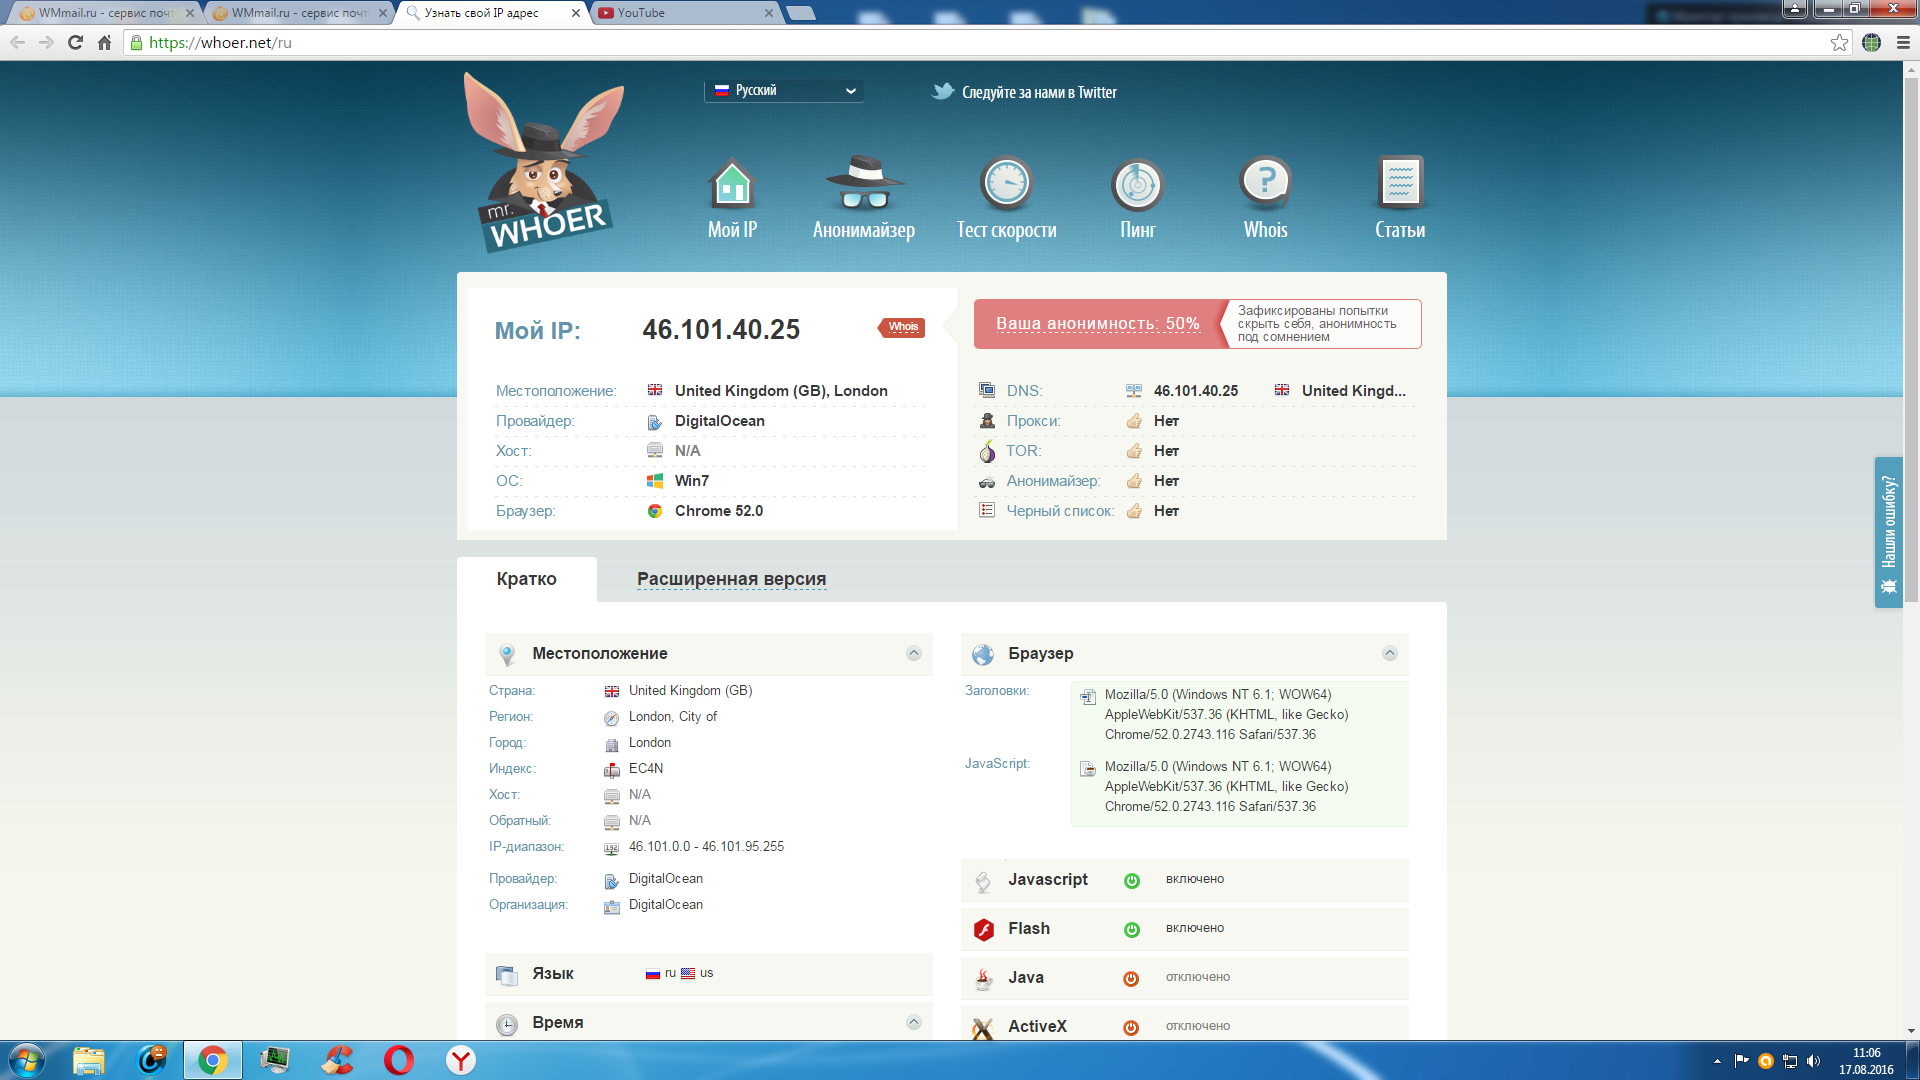 WMmail.ru - сервис почт
WMmail.ru - сервис почт
Узнать свой IP адрес
YouTube
https://whoer.net/ru
mr.
WHOER
Русский
Следуйте за нами в Twitter
Мой IP
Анонимайзер
Тест скорости
Пинг
Whois
Статьи
Мой IP:
46.101.40.25
Whois
Местоположение:
United Kingdom (GB), London
Провайдер:
DigitalOcean
Хост:
N/A
ОС:
Win7
Браузер:
Chrome 52.0
Ваша анонимность: 50%
Зафиксированы попытки
скрыть себя, анонимность
под сомнением
DNS:
46.101.40.25
United Kingd...
Прокси:
Нет
TOR:
Нет
Анонимайзер:
Нет
Черный список:
Нет
Нашли ошибку?
Кратко
Расширенная версия
Местоположение
Страна:
United Kingdom (GB)
Регион:
London, City of
Город:
London
Индекс:
EC4N
Хост:
N/A
Обратный:
N/A
IP-диапазон:
46.101.0.0 - 46.101.95.255
Провайдер:
DigitalOcean
Организация:
DigitalOcean
Язык
ru
us
Время
Браузер
Заголовки:
Mozilla/5.0 (Windows NT 6.1; WOW64)
AppleWebKit/537.36 (KHTML, like Gecko)
Chrome/52.0.2743.116 Safari/537.36
JavaScript:
Mozilla/5.0 (Windows NT 6.1; WOW64)
AppleWebKit/537.36 (KHTML, like Gecko)
Chrome/52.0.2743.116 Safari/537.36
Javascript
включено
Flash
включено
Java
отключено
ActiveX
отключено
11:06
17.08.2016